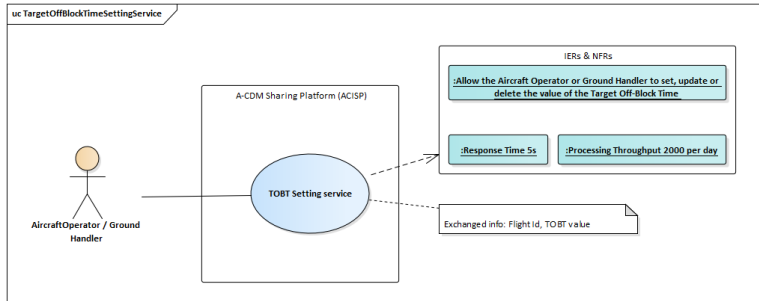 uc TargetOffBlockTimeSettingService
IERs & NFRs
:Allow the Aircraft Operator or Ground Handler to set, update or
delete the value of the Target Off-Block Time
A-CDM Sharing Platform (ACISP)
:Response Time 5s
:Processing Throughput 2000 per day
TOBT Setting service
AircraftOperator / Ground
Handler
Exchanged info: Flight Id, TOBT value